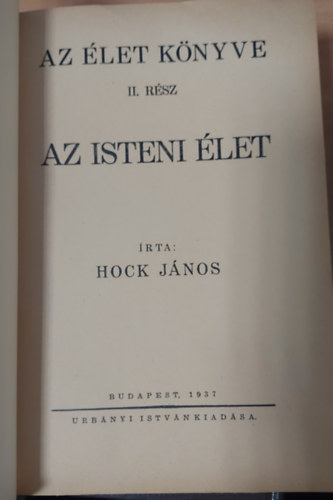 AZ ÉLET KÖNYVE
II. RÉSZ
AZ ISTENI ÉLET
ÍRTA:
HOCK JÁNOS
BUDAPEST, 1937
URBÁNYI ISTVÁN KIADÁSA.